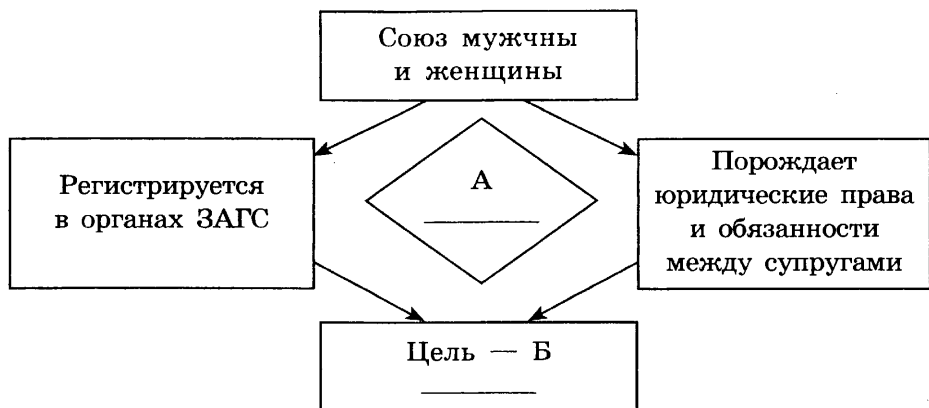 Союз мужчны
и женщины
Регистрируется
в органах ЗАГС
А
Порождает
юридические права
и обязанности
между супругами
Цель — Б